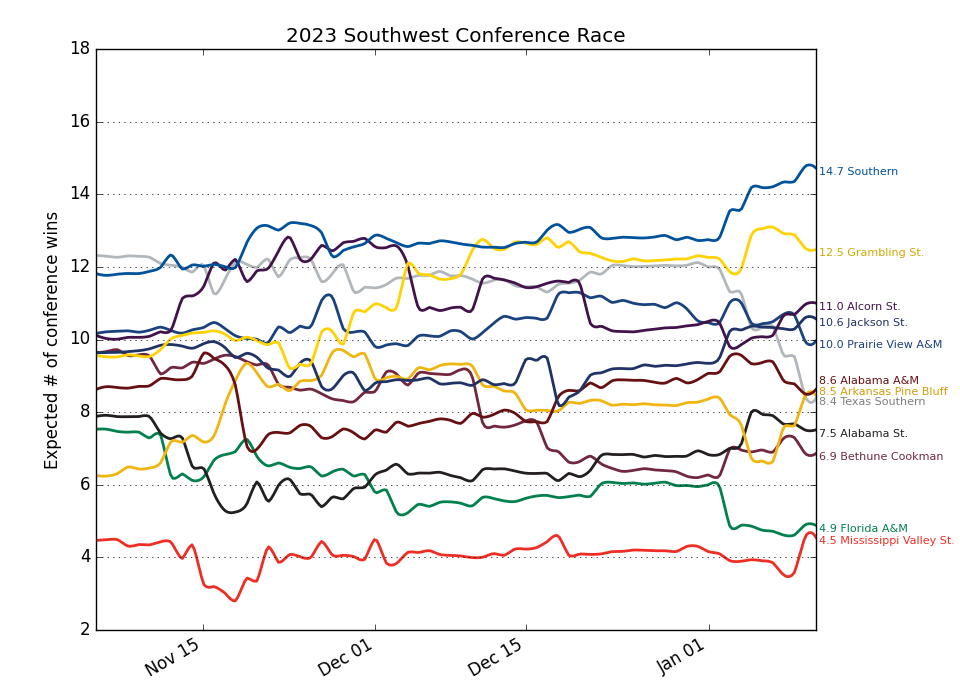 2023 Southwest Conference Race
Expected # of conference wins
18
16
14
12
10
8
6
4
2
Nov 15
Dec 01
Dec 15
Jan 01
14.7 Southern
12.5 Grambling St.
11.0 Alcorn St.
10.6 Jackson St.
10.0 Prairie View A&M
8.6 Alabama A&M
8.5 Arkansas Pine Bluff
8.4 Texas Southern
7.5 Alabama St.
6.9 Bethune Cookman
4.9 Florida A&M
4.5 Mississippi Valley St.